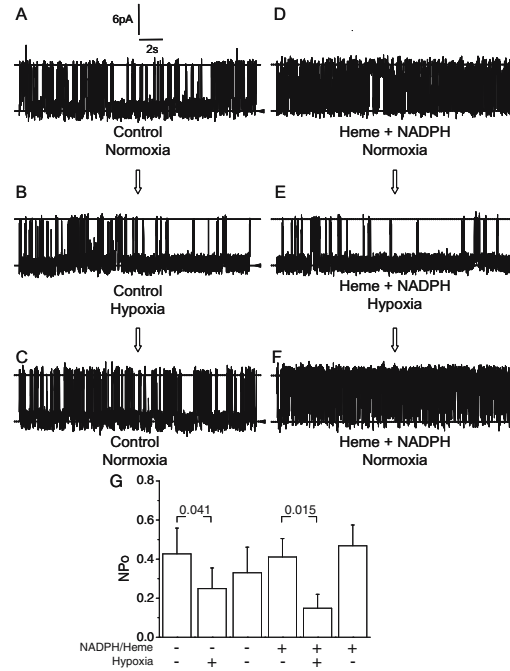 A
6pA
2s
D
Control
Normoxia
Heme + NADPH
Normoxia
B
E
Control
Hypoxia
Heme + NADPH
Hypoxia
C
F
Control
Normoxia
Heme + NADPH
Normoxia
G
0.8
0.6
0.4
0.2
0.0
NPo
0.041
0.015
NADPH/Heme - - - + + +
Hypoxia - + - - + -